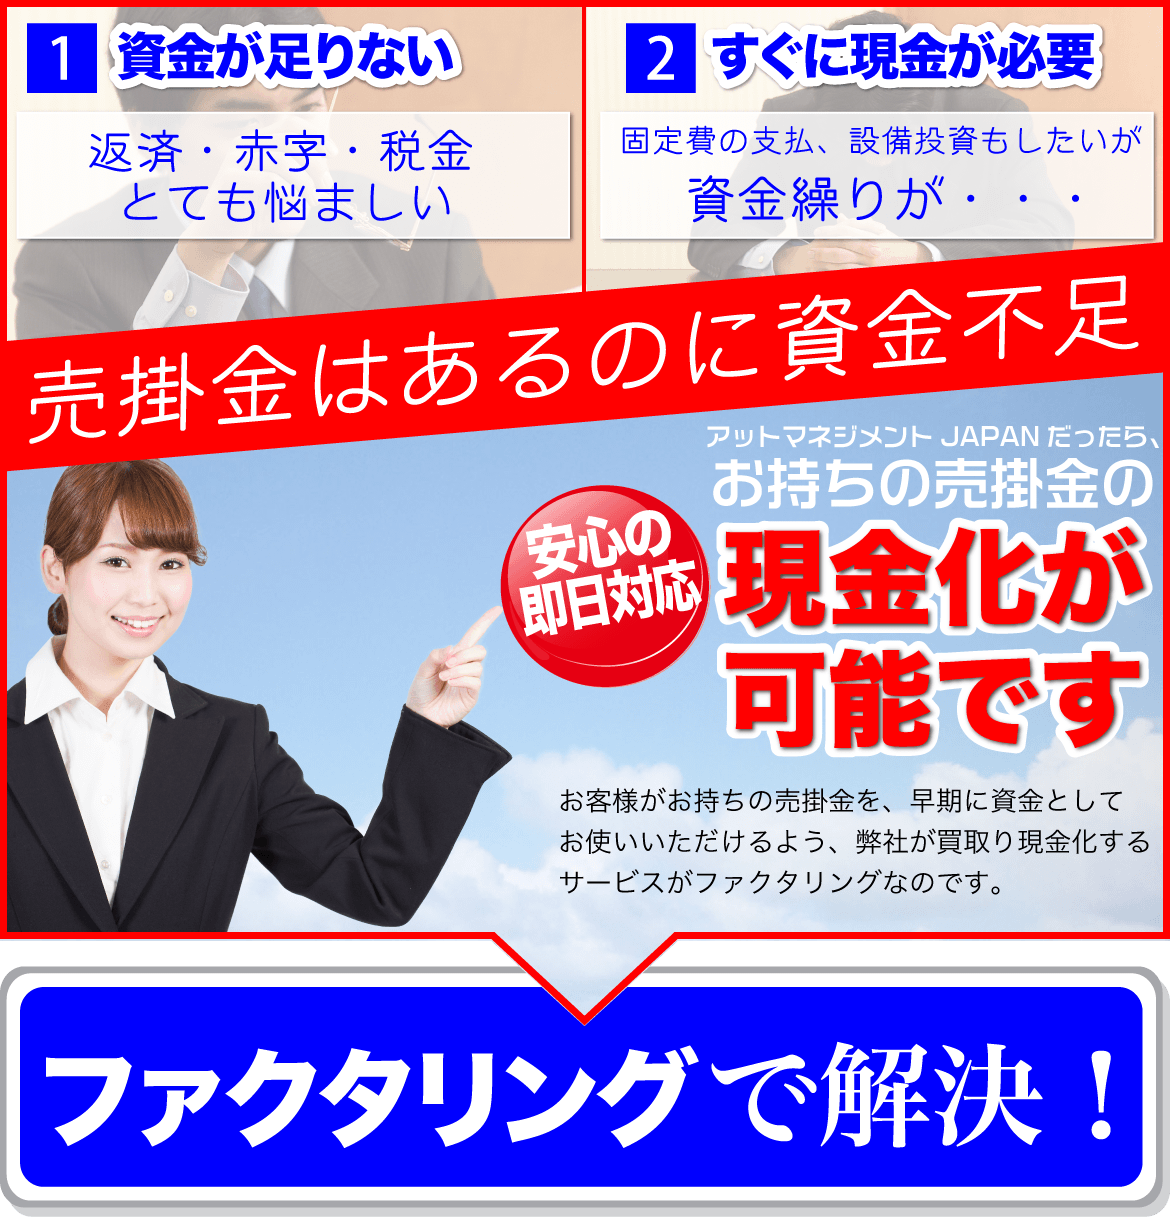 1 資金が足りない
返済・赤字・税金
とても悩ましい
2 すぐに現金が必要
固定費の支払、設備投資もしたいが
資金繰りが・・・
売掛金はあるのに資金不足
アットマネジメント JAPAN だったら、
お持ちの売掛金の
現金化が
可能です
安心の
即日対応
お客様がお持ちの売掛金を、早期に資金として
お使いいただけるよう、弊社が買取り現金化する
サービスがファクタリングなのです。
ファクタリングで解決！